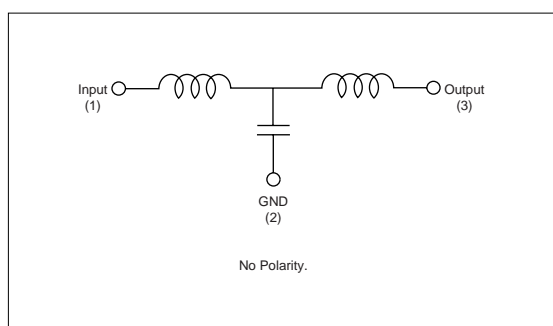 Input
(1)
Output
(3)
GND
(2)
No Polarity.